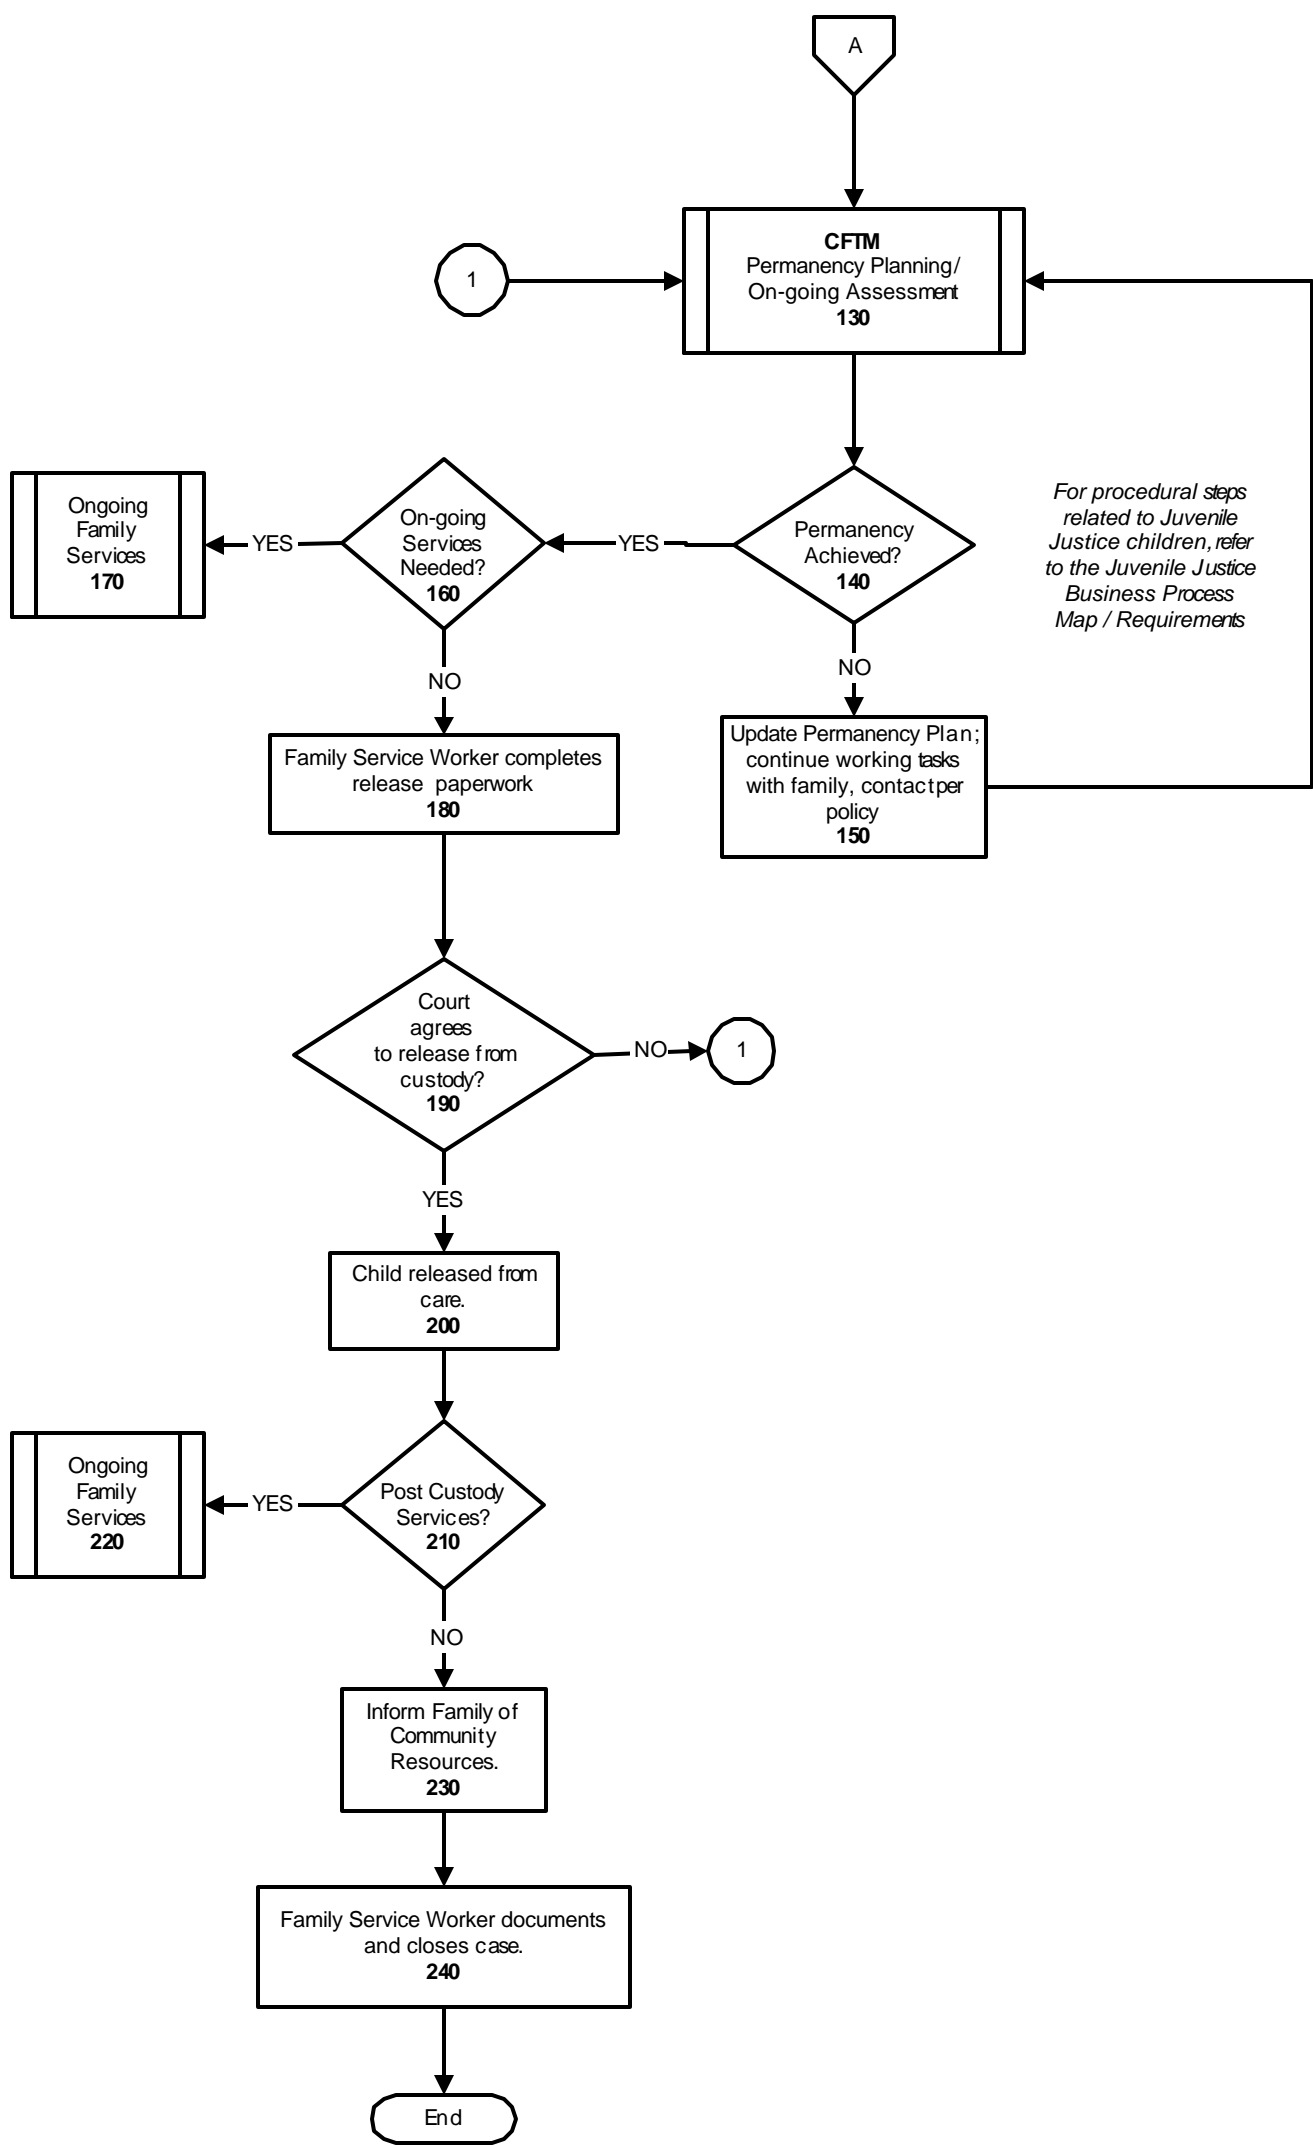 A
CFTM
Permanency Planning/
On-going Assessment
130
1
Ongoing
Family
Services
170
YES
On-going
Services
Needed?
160
YES
Permanency
Achieved?
140
For procedural steps
related to Juvenile
Justice children, refer
to the Juvenile Justice
Business Process
Map / Requirements
NO
NO
Family Service Worker completes
release paperwork
180
Update Permanency Plan;
continue working tasks
with family, contact per
policy
150
Court
agrees
to release from
custody?
190
NO
1
YES
Child released from
care.
200
Ongoing
Family
Services
220
YES
Post Custody
Services?
210
NO
Inform Family of
Community
Resources.
230
Family Service Worker documents
and closes case.
240
End